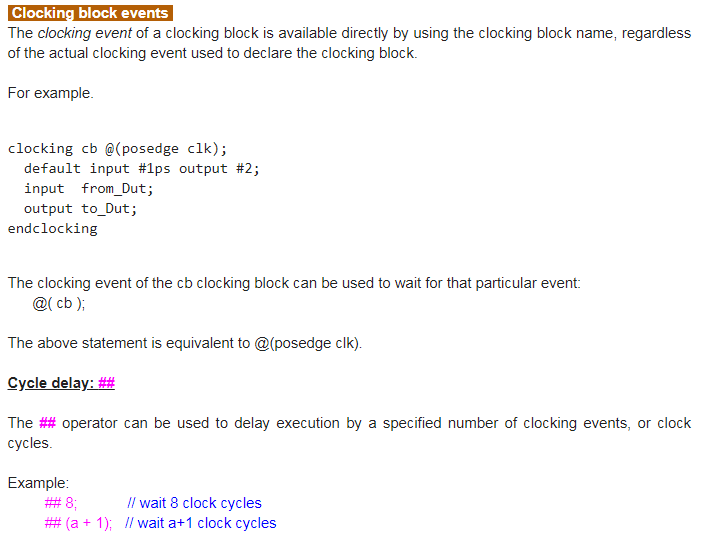 Clocking block events
The clocking event of a clocking block is available directly by using the clocking block name, regardless
of the actual clocking event used to declare the clocking block.
For example.
clocking cb @(posedge clk);
default input #1ps output #2;
input from_Dut;
output to_Dut;
endclocking
The clocking event of the cb clocking block can be used to wait for that particular event:
@( cb );
The above statement is equivalent to @(posedge clk).
Cycle delay: ##
The ## operator can be used to delay execution by a specified number of clocking events, or clock
cycles.
Example:
## 8; // wait 8 clock cycles
## (a + 1); // wait a+1 clock cycles